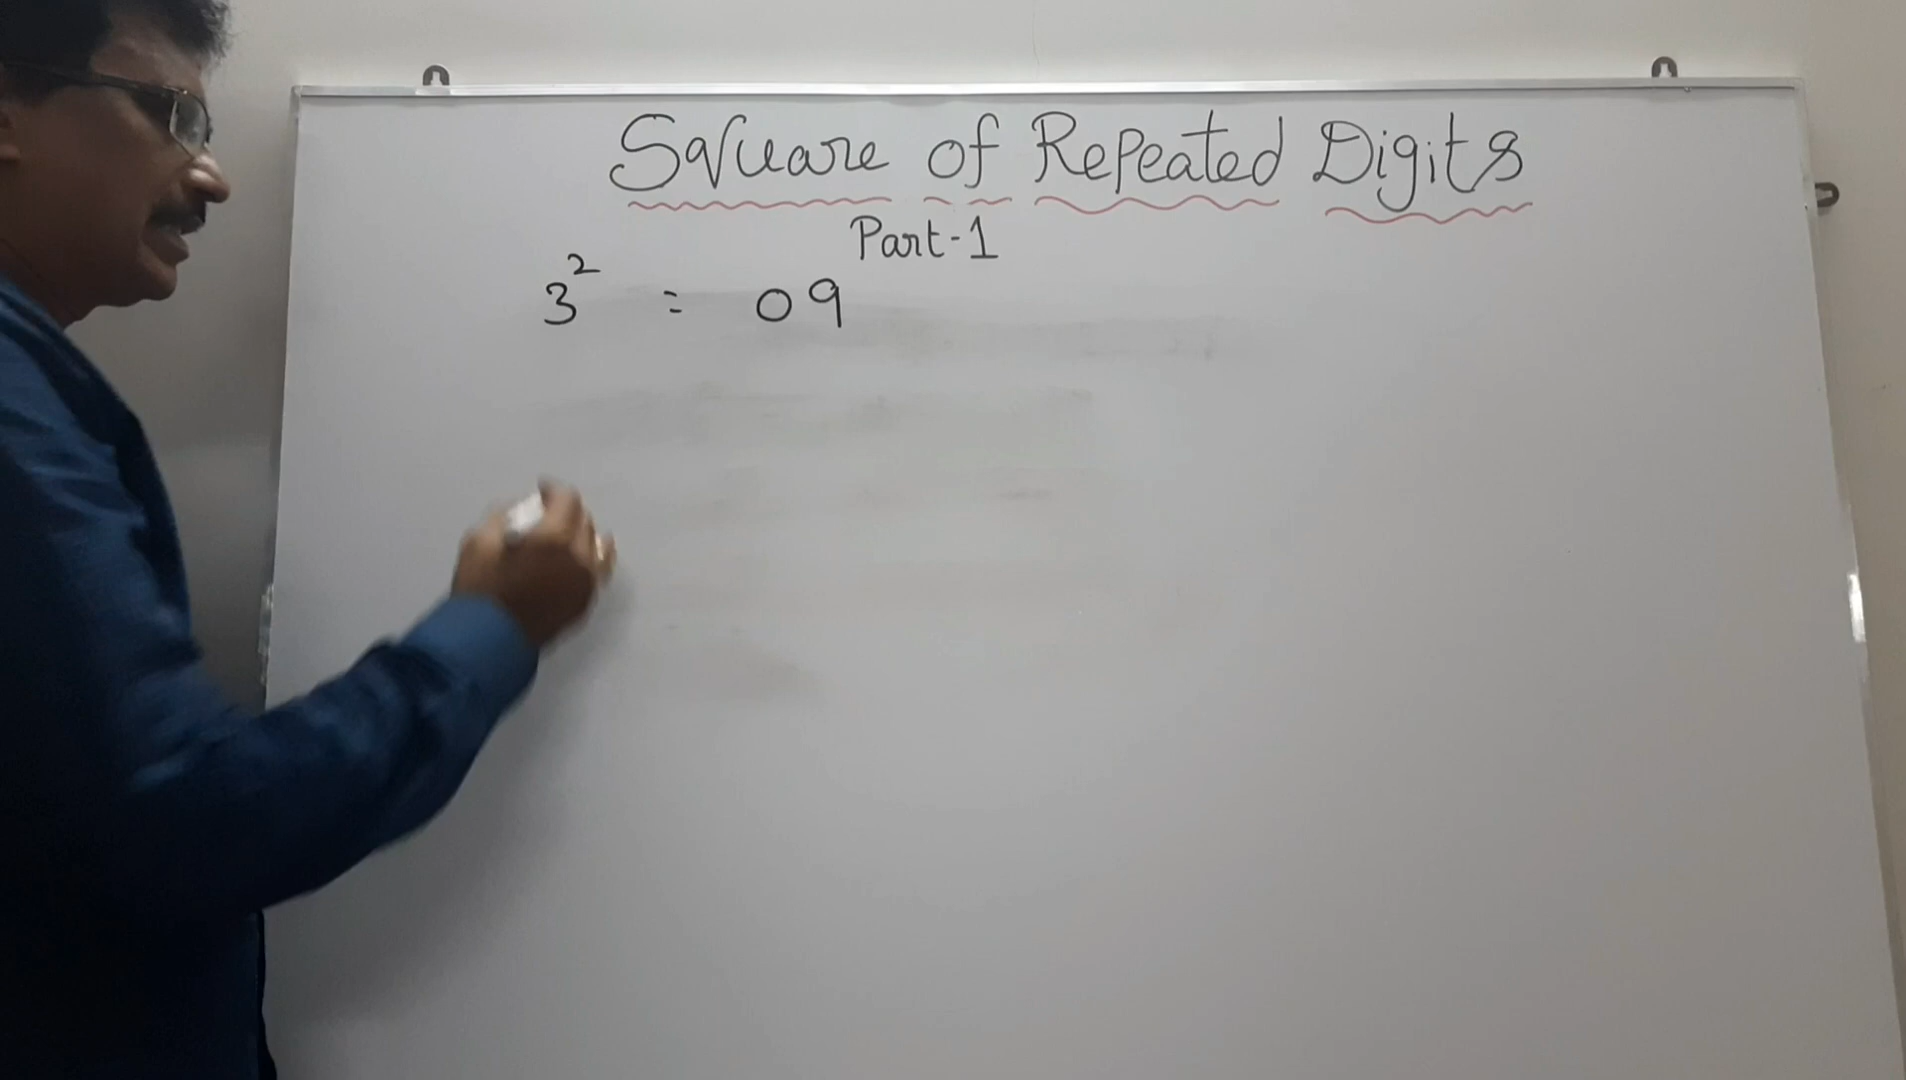 Square of Repeated Digits
Part-1
3² = 09